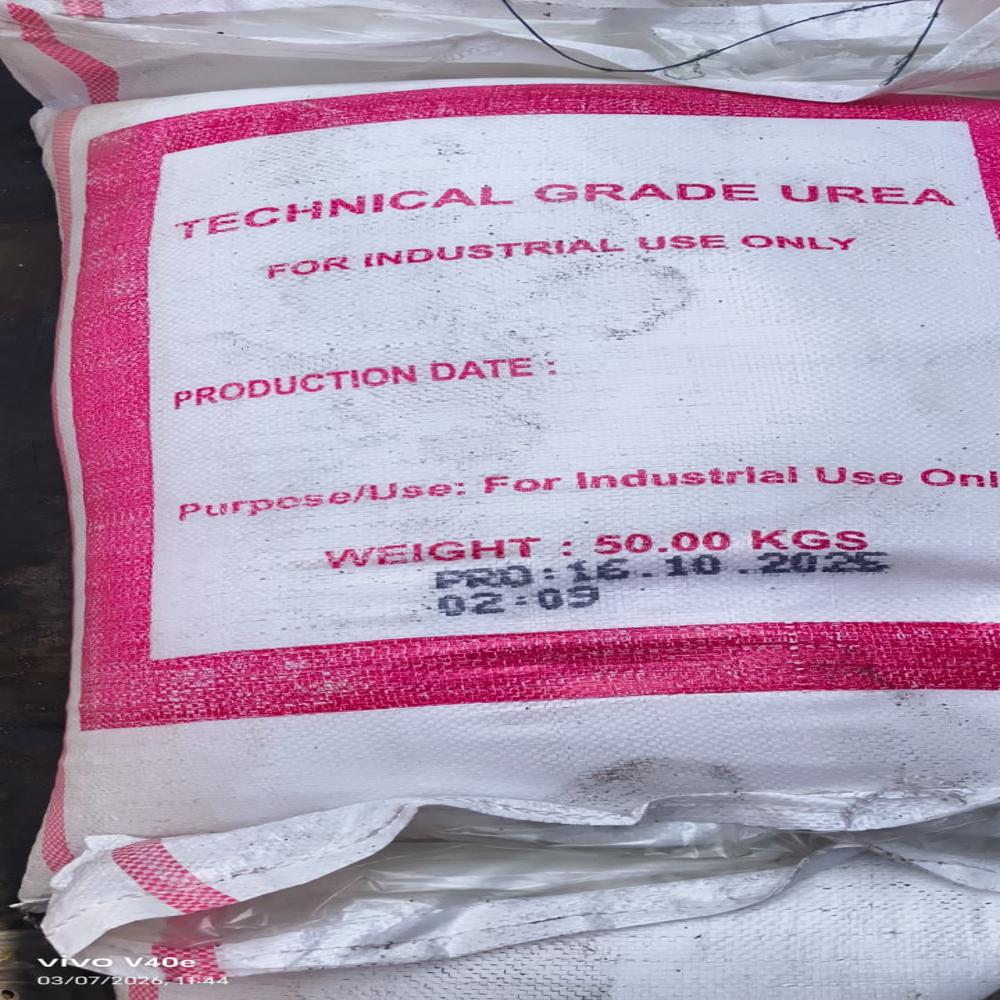 TECHNICAL GRADE UREA
FOR INDUSTRIAL USE ONLY
PRODUCTION DATE :
Purpose/Use: For Industrial Use Onl
WEIGHT : 50.00 KGS
PRO:16.10.2025
02:09
vivo V40e
03/07/2026, 11:44